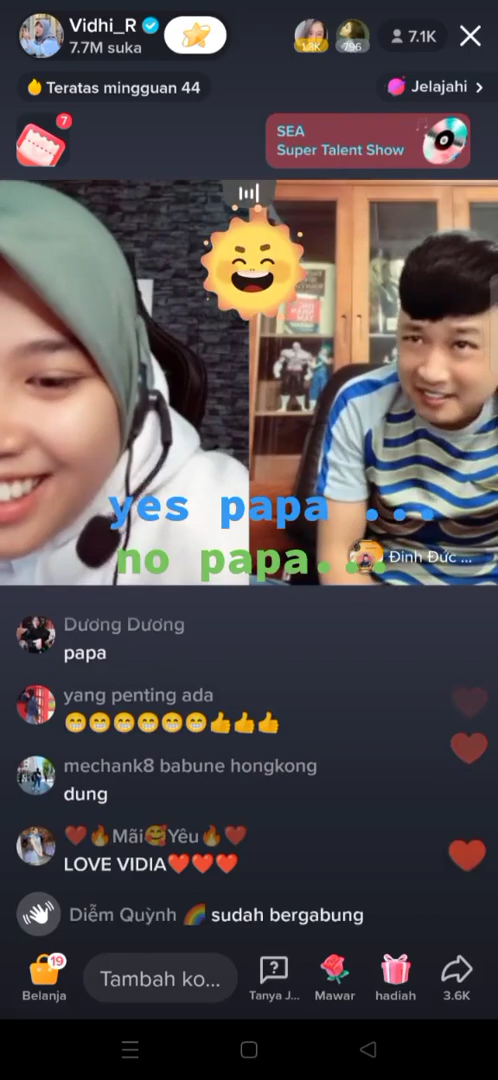 Vidhi_R
7.7M suka
1.3K
796
7.1K
Teratas mingguan 44
Jelajahi
7
SEA
Super Talent Show
yes papa ...
no papa...
Đinh Đức ...
Dương Dương
papa
yang penting ada
😁😁😁😁😁😁👍👍👍
mechank8 babune hongkong
dung
❤️🔥Mãi🥰Yêu🔥❤️
LOVE VIDIA❤️❤️❤️
Diễm Quỳnh 🌈 sudah bergabung
19
Tambah ko...
Belanja
Tanya J...
Mawar
hadiah
3.6K